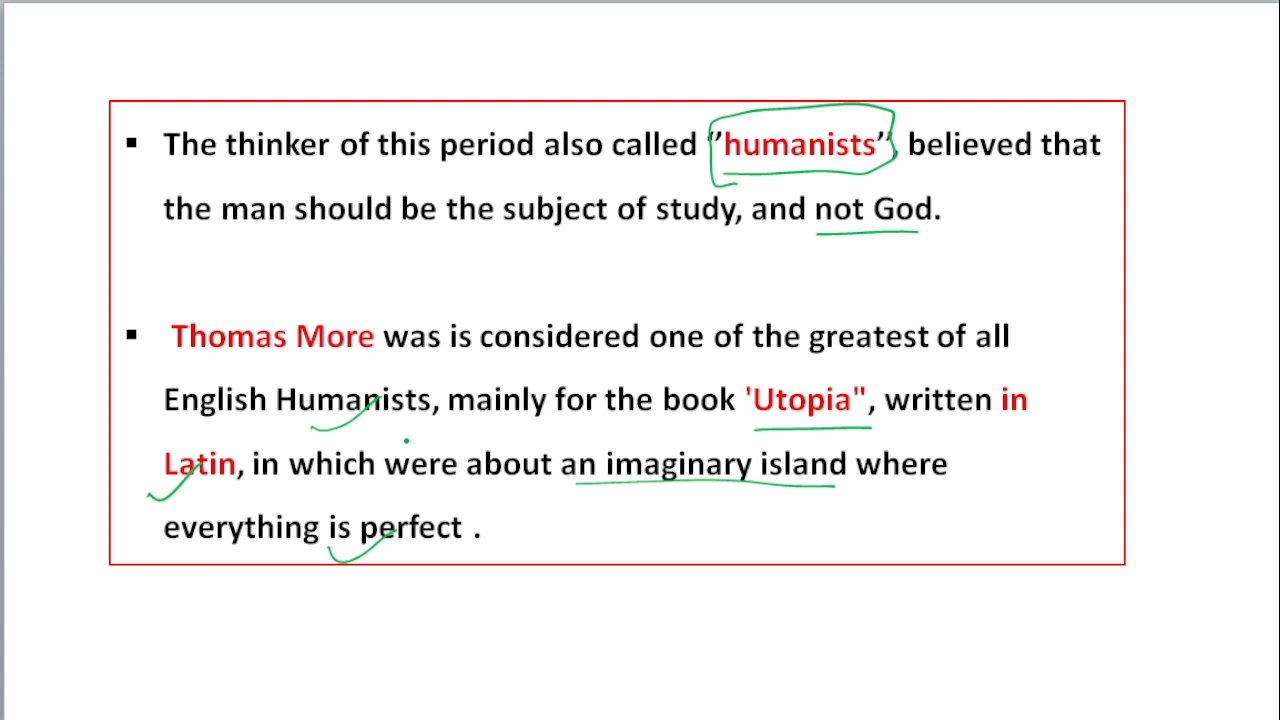 ▪ The thinker of this period also called ”humanists”, believed that
the man should be the subject of study, and not God.
▪ Thomas More was is considered one of the greatest of all
English Humanists, mainly for the book 'Utopia", written in
Latin, in which were about an imaginary island where
everything is perfect .